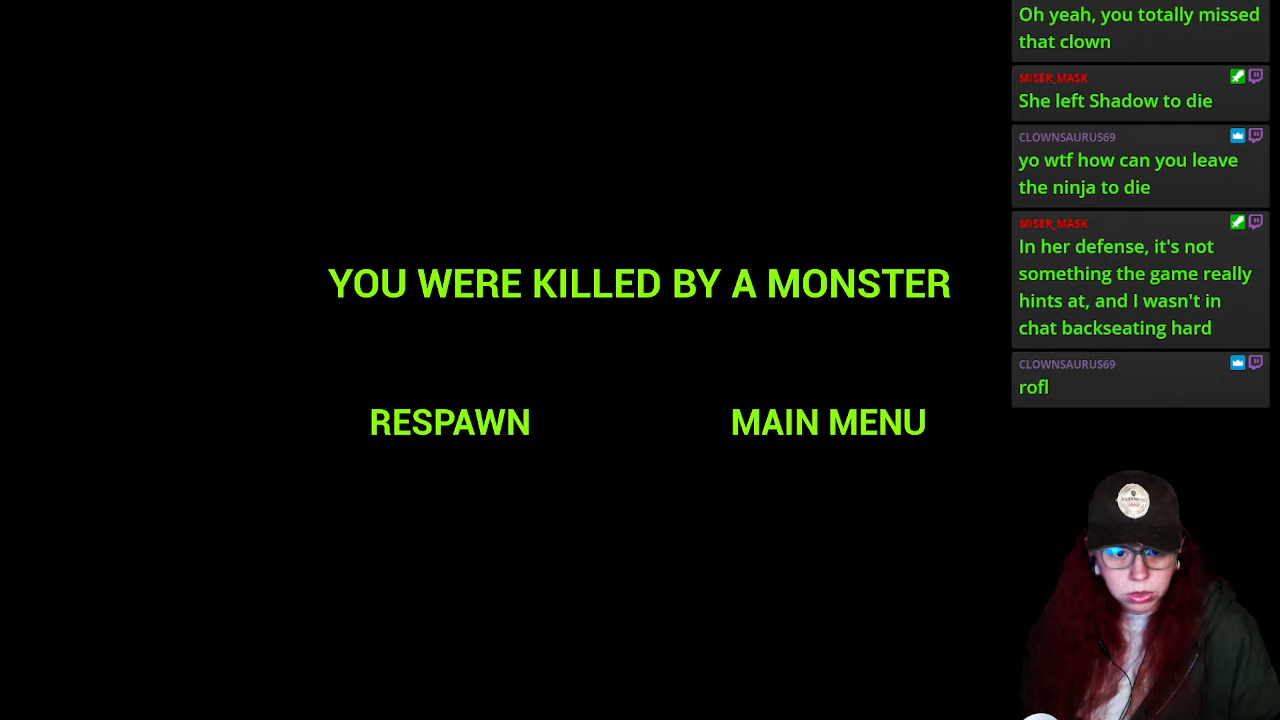 YOU WERE KILLED BY A MONSTER
RESPAWN
MAIN MENU
Oh yeah, you totally missed
that clown
MISER_MASK
She left Shadow to die
CLOWNSAURUS69
yo wtf how can you leave
the ninja to die
MISER_MASK
In her defense, it's not
something the game really
hints at, and I wasn't in
chat backseating hard
CLOWNSAURUS69
rofl